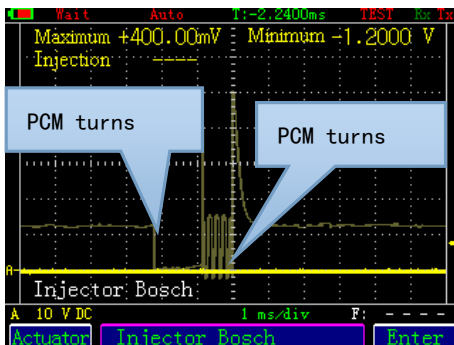 Wait Auto T:-2.2400ms TEST Rx Tx
Maximum +400.00mV Minimum -1.2000 V
Injection ----
PCM turns
PCM turns
A-
Injector Bosch
A 10 V DC 1 ms/div F: ----
Actuator Injector Bosch Enter